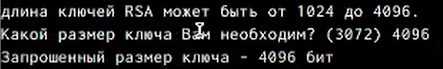 длина ключей RSA может быть от 1024 до 4096.
Какой размер ключа Вам необходим? (3072) 4096
Запрошенный размер ключа - 4096 бит